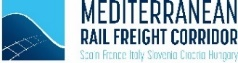 MEDITERRANEAN
RAIL FREIGHT CORRIDOR
Spain France Italy Slovenia Croatia Hungary